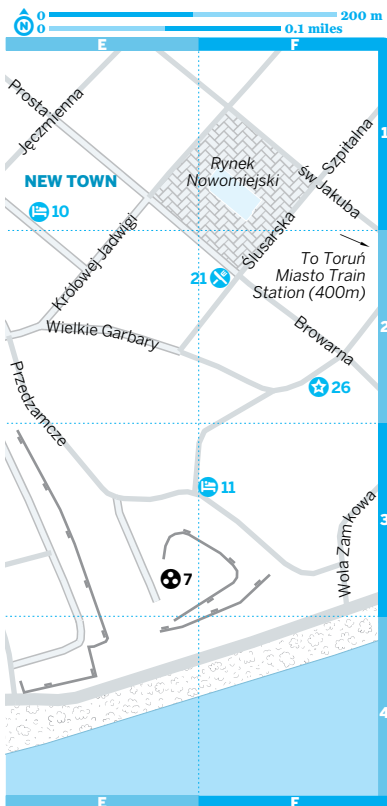 0 200 m
N
0 0.1 miles
E F
Prosta
Jęczmienna
Szpitalna
1
Rynek
Nowomiejski
św Jakuba
NEW TOWN
10
Królowej Jadwigi
Ślusarska
To Toruń
Miasto Train
Station (400m)
21
2
Wielkie Garbary
Browarna
Przedzamcze
26
11
3
Wola Zamkowa
7
4
E F